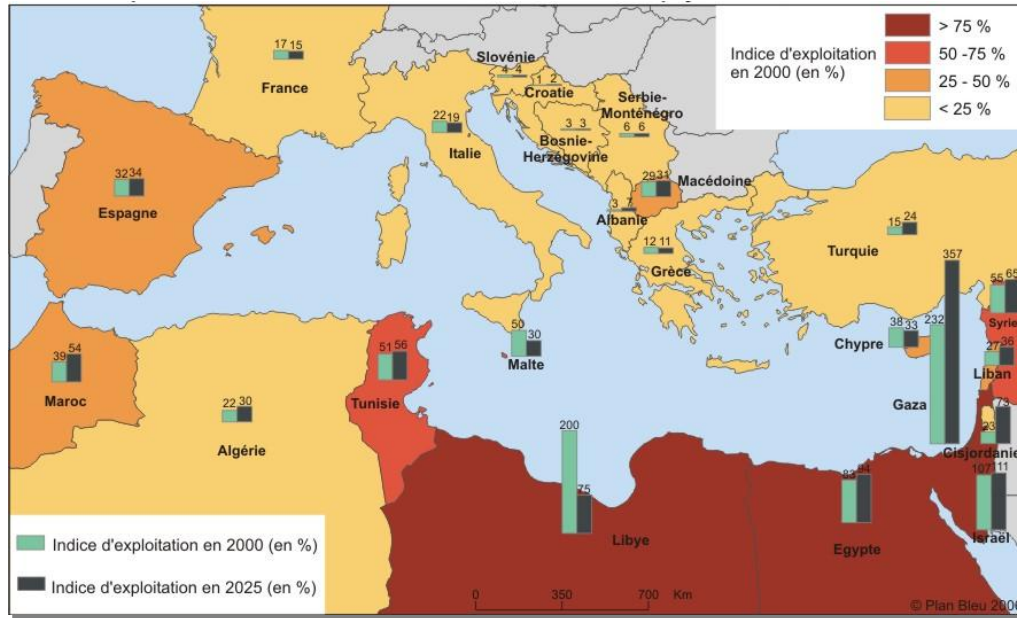 Indice d'exploitation
en 2000 (en %)
> 75 %
50 -75 %
25 - 50 %
< 25 %
17 15
France
Slovénie
4 4
1 2
Croatie
Serbie-
Monténégro
6 6
3 3
Bosnie-
Herzégovine
22 19
Italie
32 34
Espagne
29 31
Macédoine
3 7
Albanie
12 11
Grèce
15 24
Turquie
357
232
Gaza
55 65
Syrie
38 33
Chypre
27 36
Liban
73
23
Cisjordanie
107 111
Israël
50 30
Malte
39 54
Maroc
22 30
Algérie
51 56
Tunisie
200
75
Libye
83 94
Egypte
Indice d'exploitation en 2000 (en %)
Indice d'exploitation en 2025 (en %)
0 350 700 Km
© Plan Bleu 2006